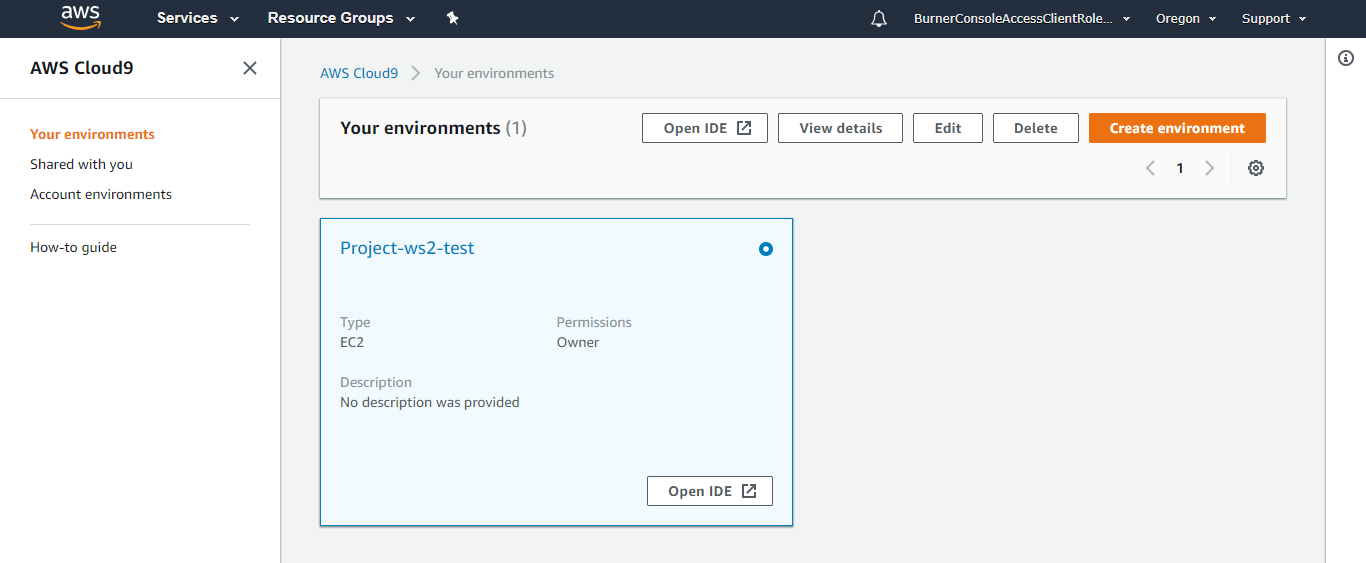 aws Services Resource Groups BurnerConsoleAccessClientRole... Oregon Support
AWS Cloud9
Your environments
Shared with you
Account environments
How-to guide
AWS Cloud9 Your environments
Your environments (1) Open IDE View details Edit Delete Create environment
1
Project-ws2-test
Type Permissions
EC2 Owner
Description
No description was provided
Open IDE